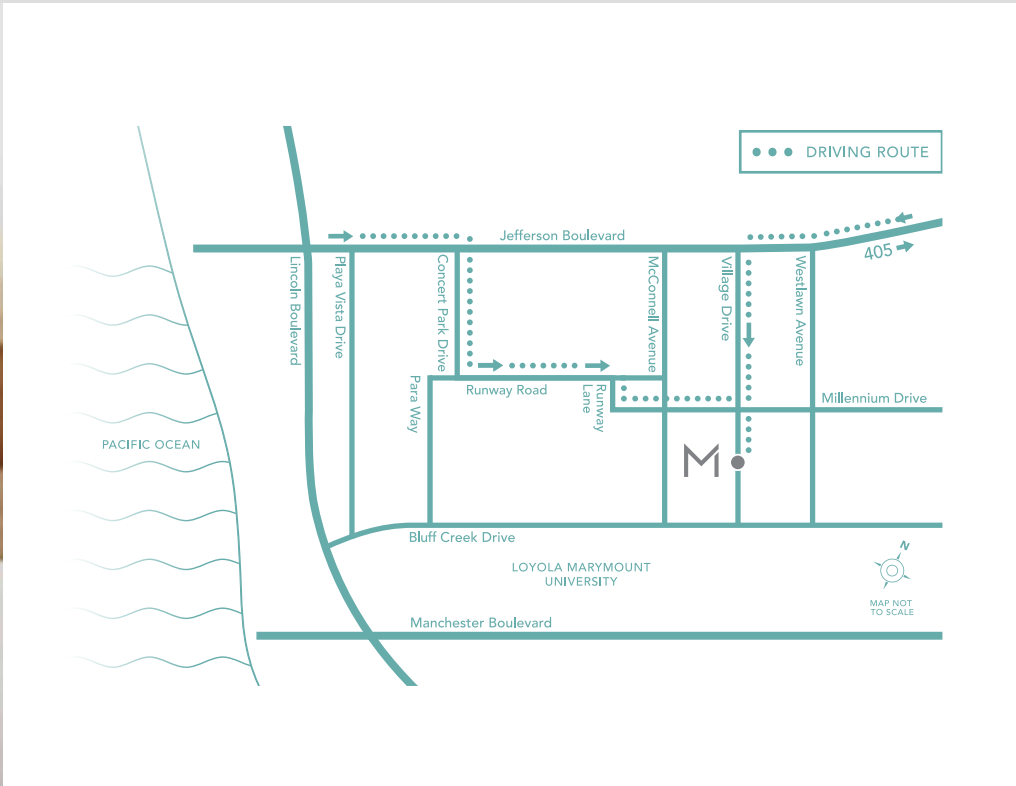 DRIVING ROUTE
Jefferson Boulevard
405
Lincoln Boulevard
Playa Vista Drive
Concert Park Drive
McConnell Avenue
Village Drive
Westlawn Avenue
Para Way
Runway Road
Runway
Lane
Millennium Drive
PACIFIC OCEAN
M
Bluff Creek Drive
LOYOLA MARYMOUNT
UNIVERSITY
N
MAP NOT
TO SCALE
Manchester Boulevard